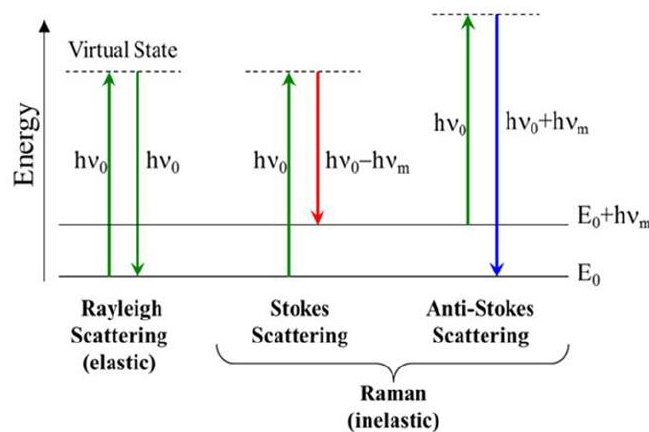 Energy
Virtual State
hν₀
hν₀
hν₀
hν₀−hνₘ
hν₀
hν₀+hνₘ
E₀+hνₘ
E₀
Rayleigh
Scattering
(elastic)
Stokes
Scattering
Anti-Stokes
Scattering
Raman
(inelastic)